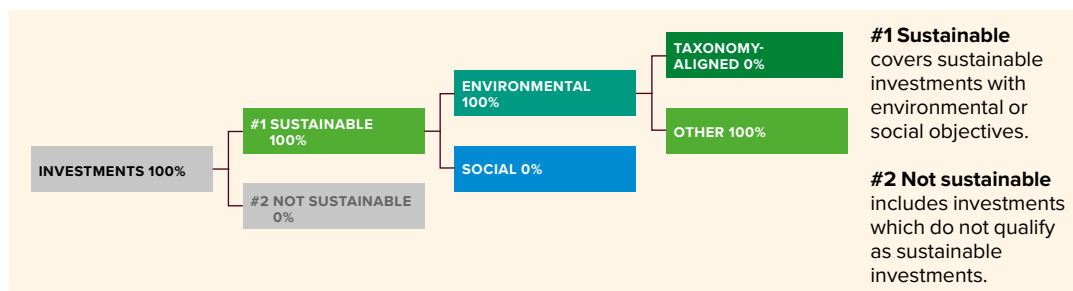 INVESTMENTS 100%
#1 SUSTAINABLE
100%
#2 NOT SUSTAINABLE
0%
ENVIRONMENTAL
100%
SOCIAL 0%
TAXONOMY-
ALIGNED 0%
OTHER 100%
#1 Sustainable
covers sustainable
investments with
environmental or
social objectives.
#2 Not sustainable
includes investments
which do not qualify
as sustainable
investments.